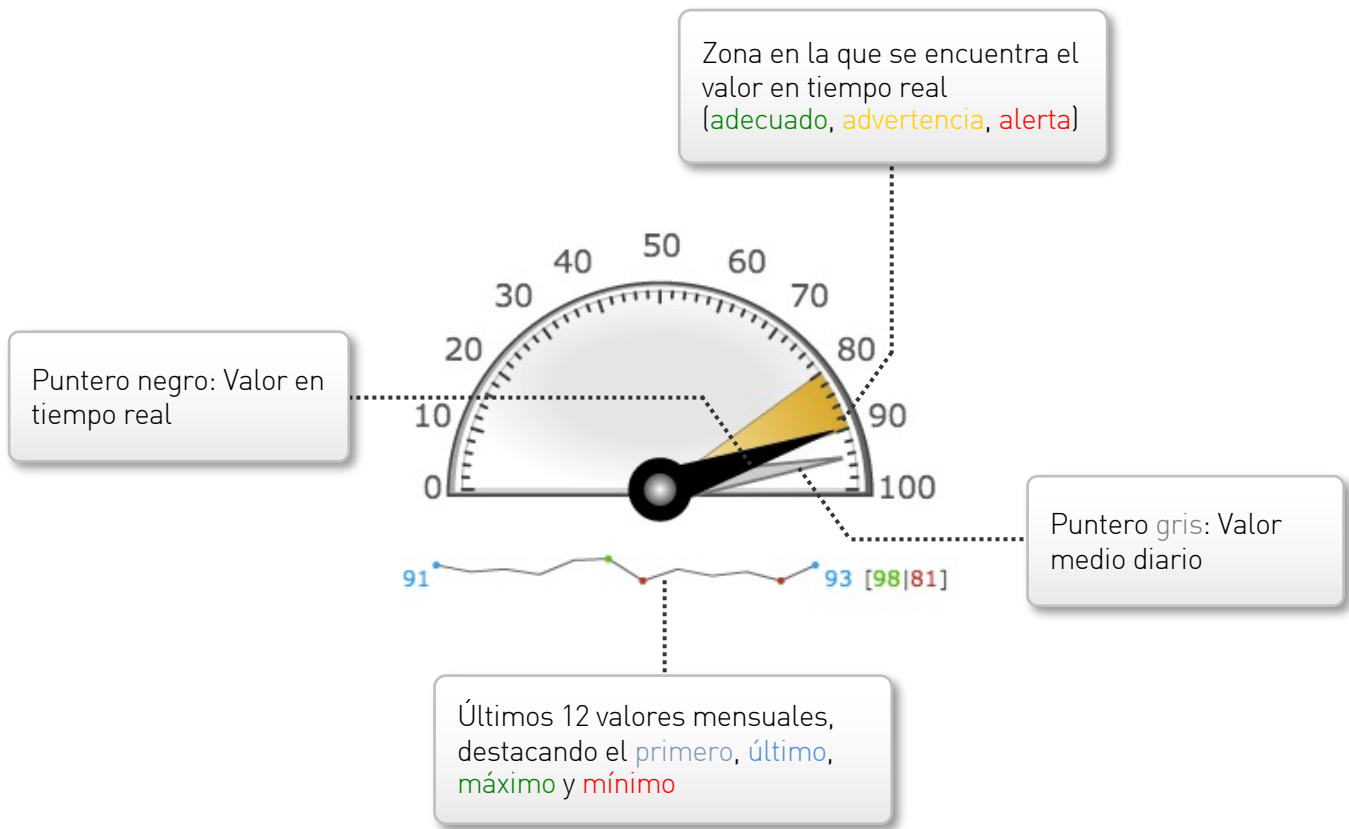 Zona en la que se encuentra el
valor en tiempo real
(adecuado, advertencia, alerta)
50
40
60
30
70
20
80
Puntero negro: Valor en
tiempo real
10
90
0
100
Puntero gris: Valor
medio diario
91
93 [98|81]
Últimos 12 valores mensuales,
destacando el primero, último,
máximo y mínimo